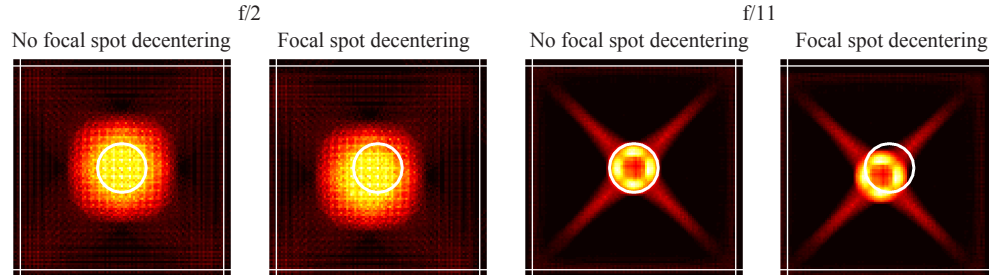 f/2
f/11
No focal spot decentering
Focal spot decentering
No focal spot decentering
Focal spot decentering